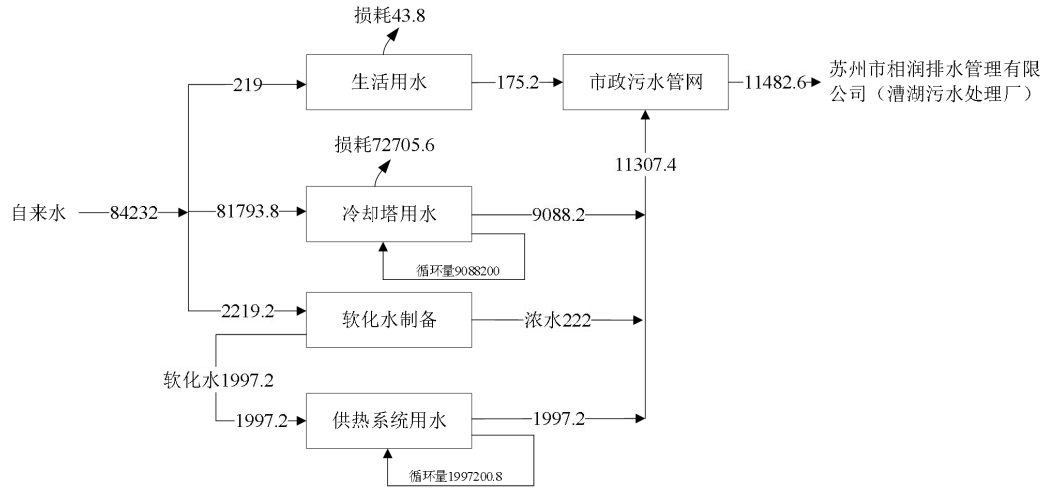 损耗43.8
219
生活用水
175.2
市政污水管网
11482.6
苏州市相润排水管理有限
公司（漕湖污水处理厂）
损耗72705.6
11307.4
自来水
84232
81793.8
冷却塔用水
9088.2
循环量9088200
2219.2
软化水制备
浓水222
软化水1997.2
1997.2
供热系统用水
1997.2
循环量1997200.8